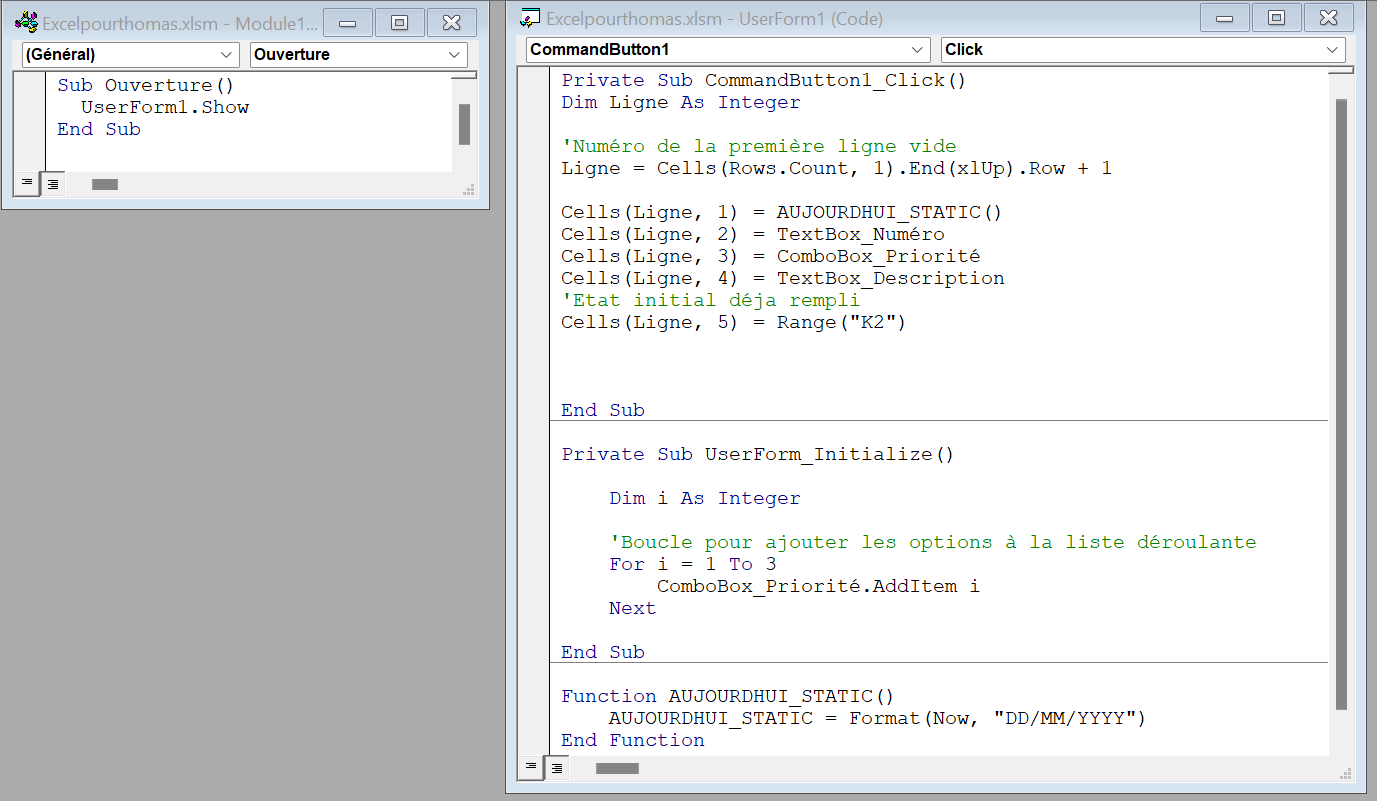 Excelpourthomas.xlsm - Module1...
(Général)
Ouverture
Sub Ouverture()
UserForm1.Show
End Sub
Excelpourthomas.xlsm - UserForm1 (Code)
CommandButton1
Click
Private Sub CommandButton1_Click()
Dim Ligne As Integer
'Numéro de la première ligne vide
Ligne = Cells(Rows.Count, 1).End(xlUp).Row + 1
Cells(Ligne, 1) = AUJOURDHUI_STATIC()
Cells(Ligne, 2) = TextBox_Numéro
Cells(Ligne, 3) = ComboBox_Priorité
Cells(Ligne, 4) = TextBox_Description
'Etat initial déja rempli
Cells(Ligne, 5) = Range("K2")
End Sub
Private Sub UserForm_Initialize()
Dim i As Integer
'Boucle pour ajouter les options à la liste déroulante
For i = 1 To 3
ComboBox_Priorité.AddItem i
Next
End Sub
Function AUJOURDHUI_STATIC()
AUJOURDHUI_STATIC = Format(Now, "DD/MM/YYYY")
End Function